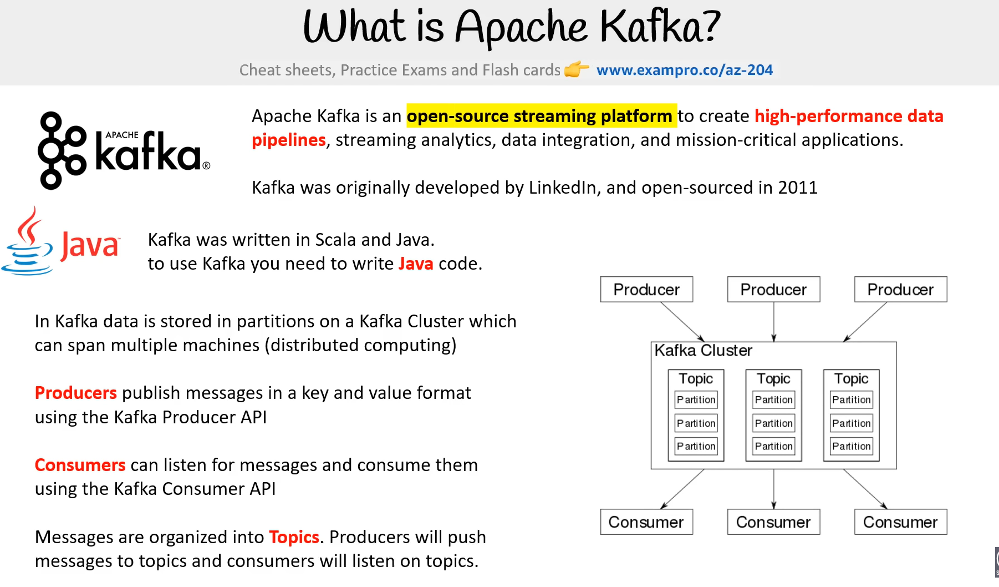 What is Apache Kafka?
Cheat sheets, Practice Exams and Flash cards 👉 www.exampro.co/az-204
APACHE
kafka®
Apache Kafka is an open-source streaming platform to create high-performance data
pipelines, streaming analytics, data integration, and mission-critical applications.
Kafka was originally developed by LinkedIn, and open-sourced in 2011
Java™
Kafka was written in Scala and Java.
to use Kafka you need to write Java code.
In Kafka data is stored in partitions on a Kafka Cluster which
can span multiple machines (distributed computing)
Producers publish messages in a key and value format
using the Kafka Producer API
Consumers can listen for messages and consume them
using the Kafka Consumer API
Messages are organized into Topics. Producers will push
messages to topics and consumers will listen on topics.
Producer Producer Producer
Kafka Cluster
Topic Topic Topic
Partition Partition Partition
Partition Partition Partition
Partition Partition Partition
Consumer Consumer Consumer